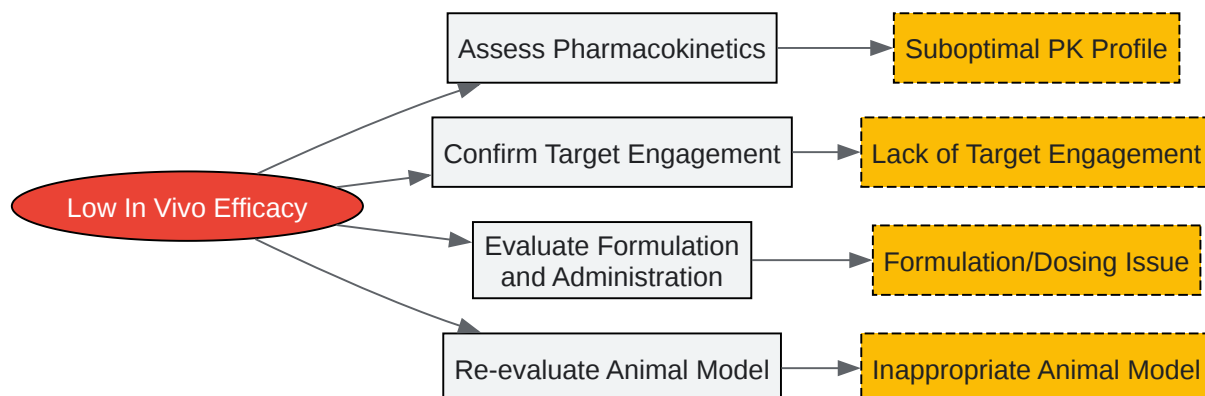 Assess Pharmacokinetics
Suboptimal PK Profile
Confirm Target Engagement
Lack of Target Engagement
Low In Vivo Efficacy
Evaluate Formulation
and Administration
Formulation/Dosing Issue
Re-evaluate Animal Model
Inappropriate Animal Model